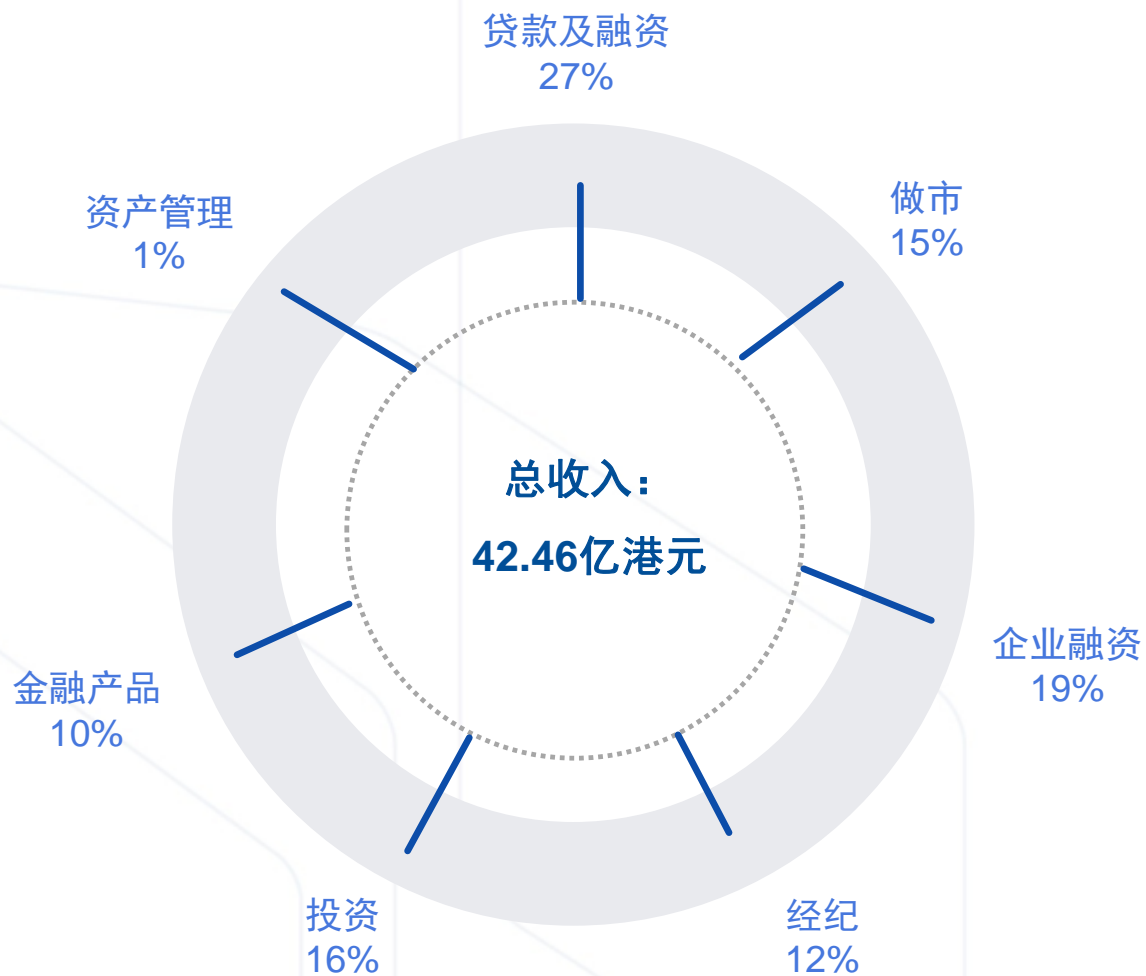 贷款及融资
27%
做市
15%
资产管理
1%
总收入：
42.46亿港元
企业融资
19%
金融产品
10%
投资
16%
经纪
12%